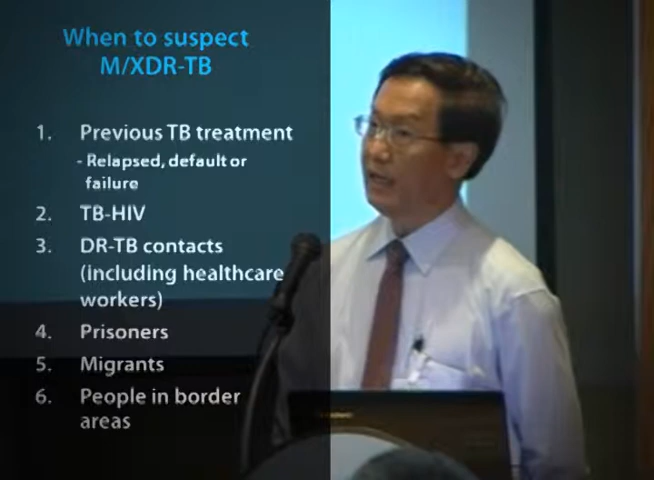 When to suspect
M/XDR-TB
1. Previous TB treatment
- Relapsed, default or
failure
2. TB-HIV
3. DR-TB contacts
(including healthcare
workers)
4. Prisoners
5. Migrants
6. People in border
areas